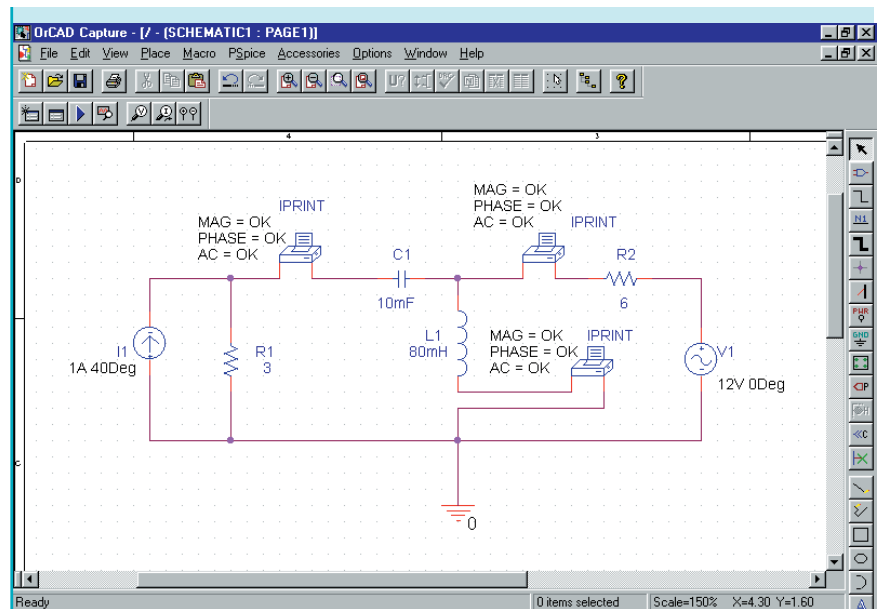 OrCAD Capture - [/ - (SCHEMATIC1 : PAGE1)]
File Edit View Place Macro PSpice Accessories Options Window Help
U?
V I
4 3
D
MAG = OK
PHASE = OK
AC = OK
IPRINT
MAG = OK
PHASE = OK
AC = OK
IPRINT
C1
10mF
R2
6
L1
80mH
MAG = OK
PHASE = OK
AC = OK
IPRINT
I1
1A 40Deg
R1
3
V1
12V 0Deg
0
C
N1
PWR
GND
P
H
C
A
Ready
0 items selected Scale=150% X=4.30 Y=1.60